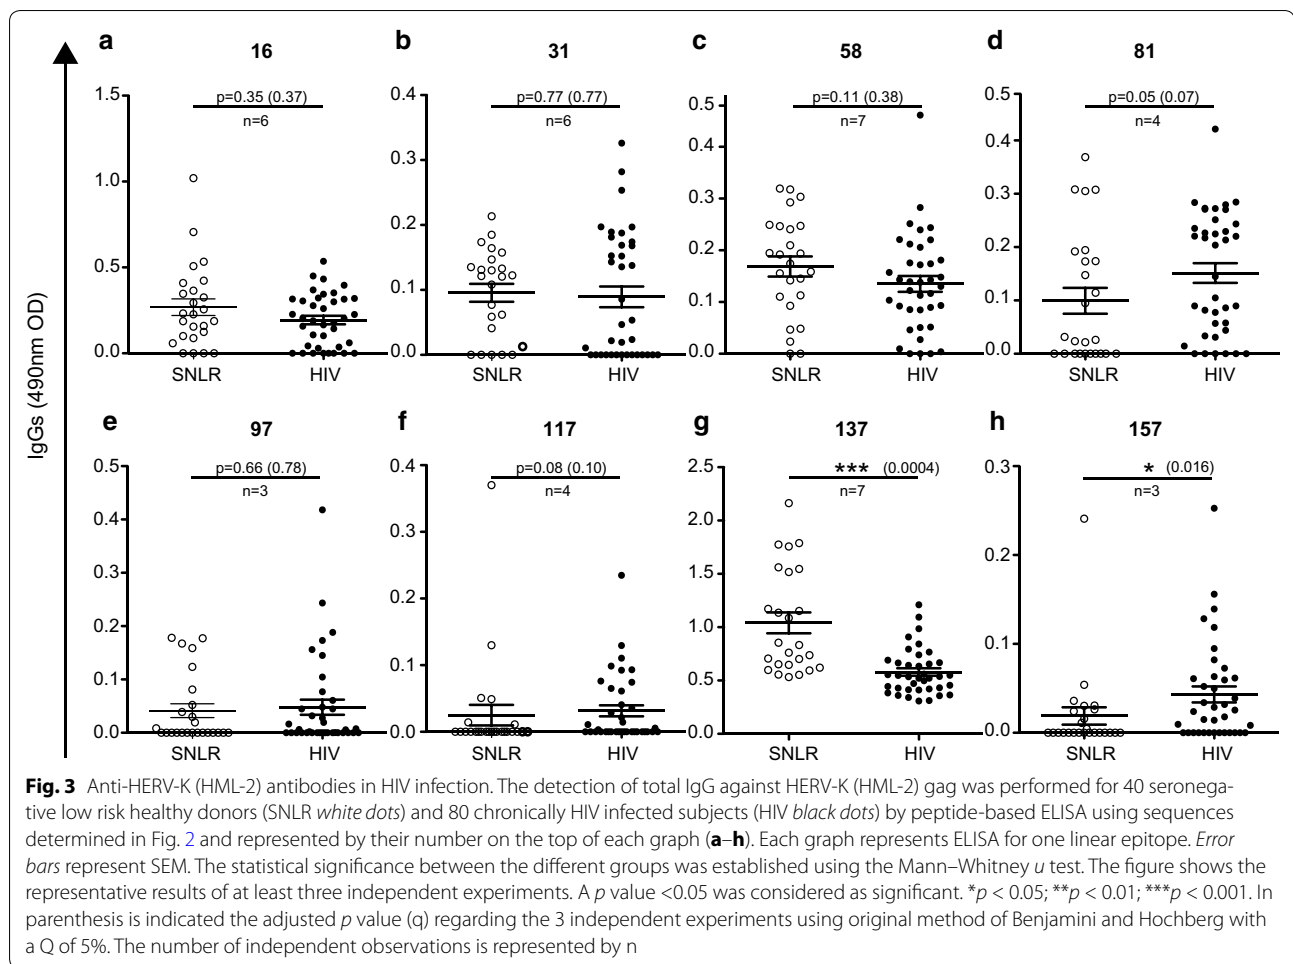 a 16 b 31 c 58 d 81
1.5 p=0.35 (0.37) 0.4 p=0.77 (0.77) 0.5 p=0.11 (0.38) 0.5 p=0.05 (0.07)
n=6 n=6 n=7 n=4
1.0 0.3 0.4 0.4
0.5 0.2 0.3 0.3
0.0 0.1 0.2 0.2
0.0 0.1 0.1
0.0 0.0
SNLR HIV SNLR HIV SNLR HIV SNLR HIV
IgGs (490nm OD)
e 97 f 117 g 137 h 157
0.5 p=0.66 (0.78) 0.4 p=0.08 (0.10) 2.5 *** (0.0004) 0.3 * (0.016)
n=3 n=4 n=7 n=3
0.4 0.3 2.0 0.2
0.3 0.2 1.5 0.1
0.2 0.1 1.0 0.0
0.1 0.0 0.5
0.0 0.0
SNLR HIV SNLR HIV SNLR HIV SNLR HIV
Fig. 3 Anti-HERV-K (HML-2) antibodies in HIV infection. The detection of total IgG against HERV-K (HML-2) gag was performed for 40 seronega-
tive low risk healthy donors (SNLR white dots) and 80 chronically HIV infected subjects (HIV black dots) by peptide-based ELISA using sequences
determined in Fig. 2 and represented by their number on the top of each graph (a–h). Each graph represents ELISA for one linear epitope. Error
bars represent SEM. The statistical significance between the different groups was established using the Mann–Whitney u test. The figure shows the
representative results of at least three independent experiments. A p value <0.05 was considered as significant. *p < 0.05; **p < 0.01; ***p < 0.001. In
parenthesis is indicated the adjusted p value (q) regarding the 3 independent experiments using original method of Benjamini and Hochberg with
a Q of 5%. The number of independent observations is represented by n